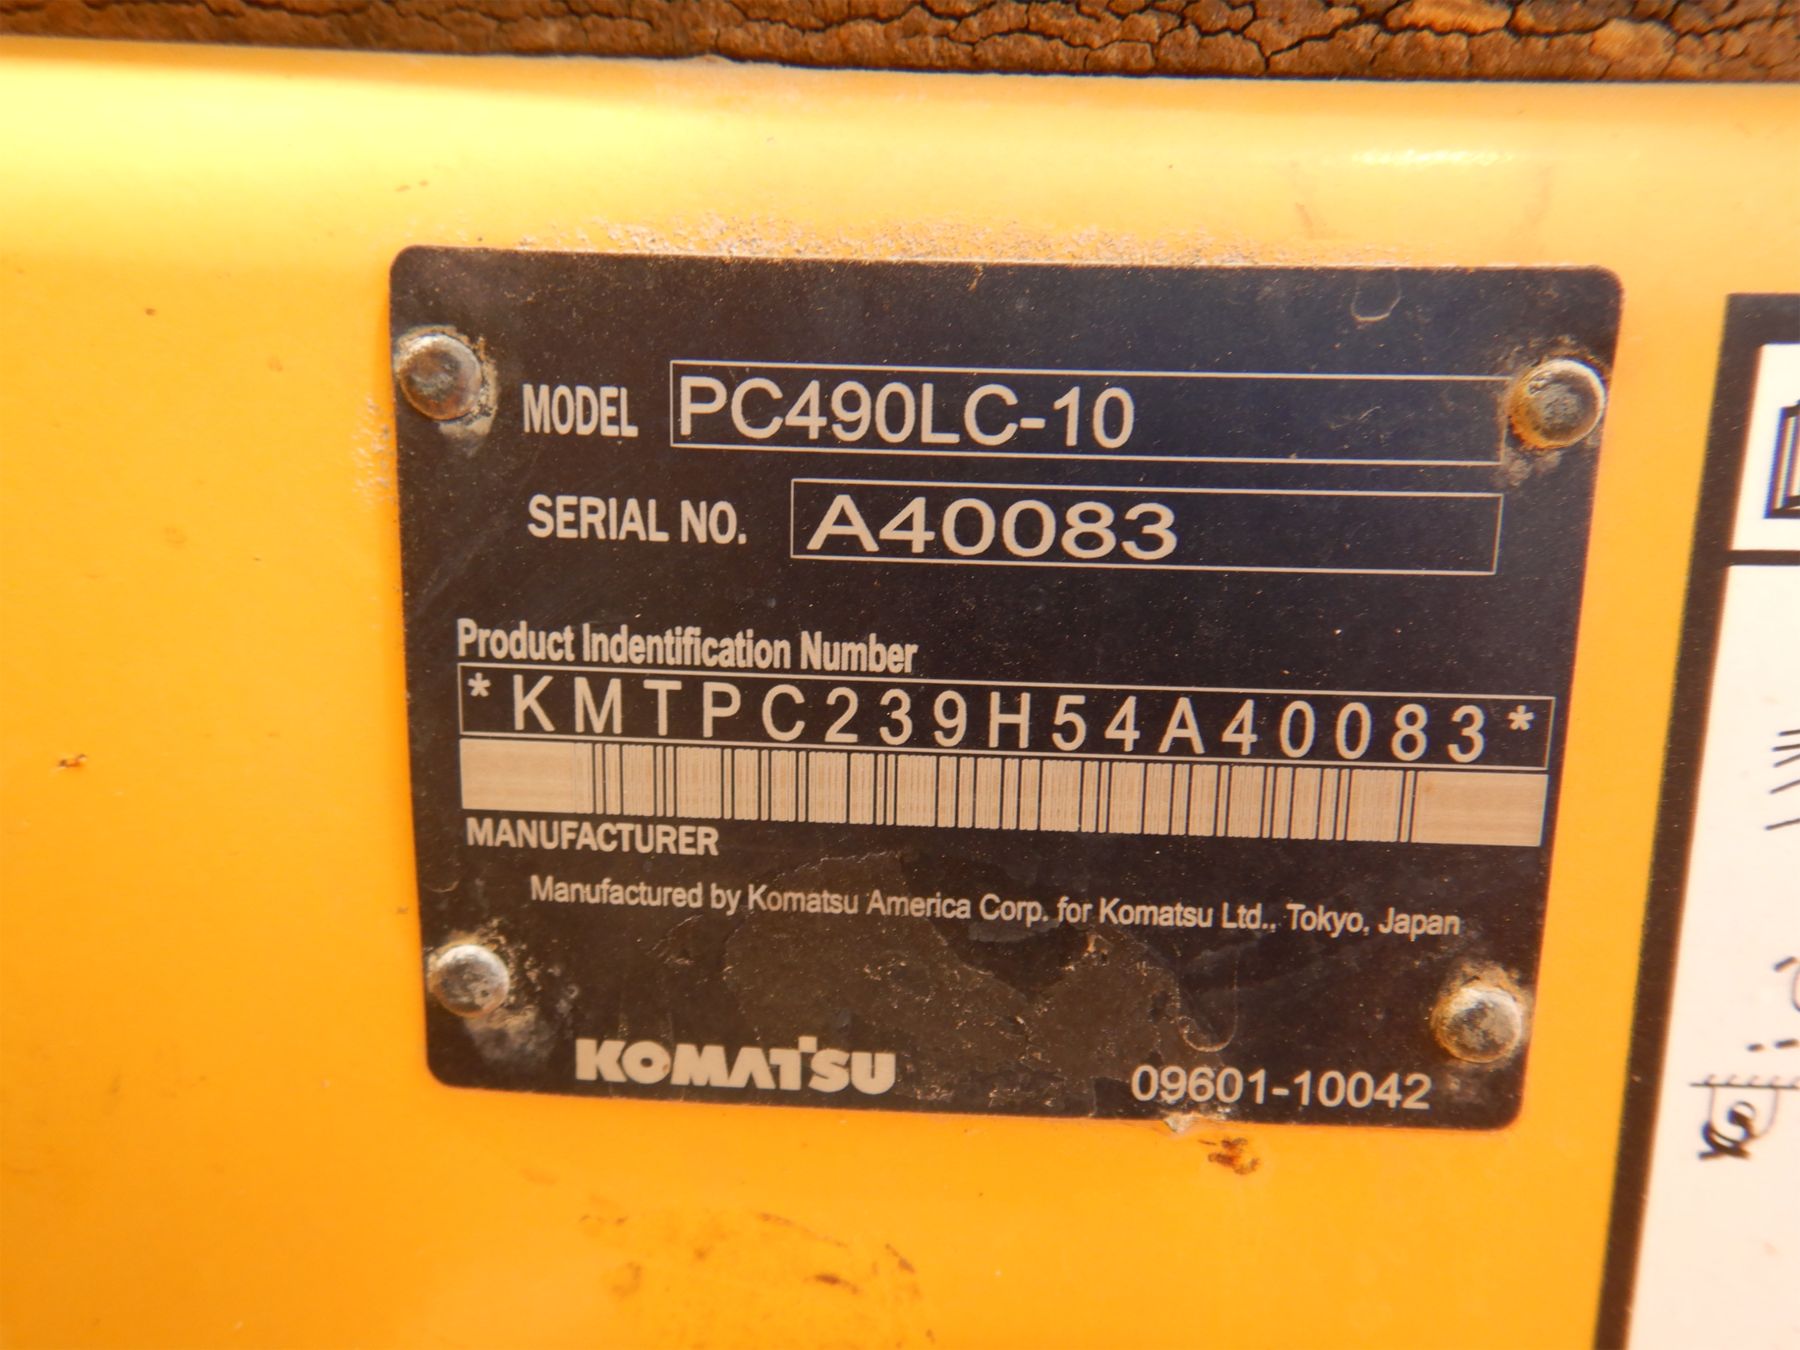 MODEL PC490LC-10
SERIAL NO. A40083
Product Indentification Number
*KMTPC239H54A40083*
MANUFACTURER
Manufactured by Komatsu America Corp. for Komatsu Ltd., Tokyo, Japan
KOMATSU 09601-10042